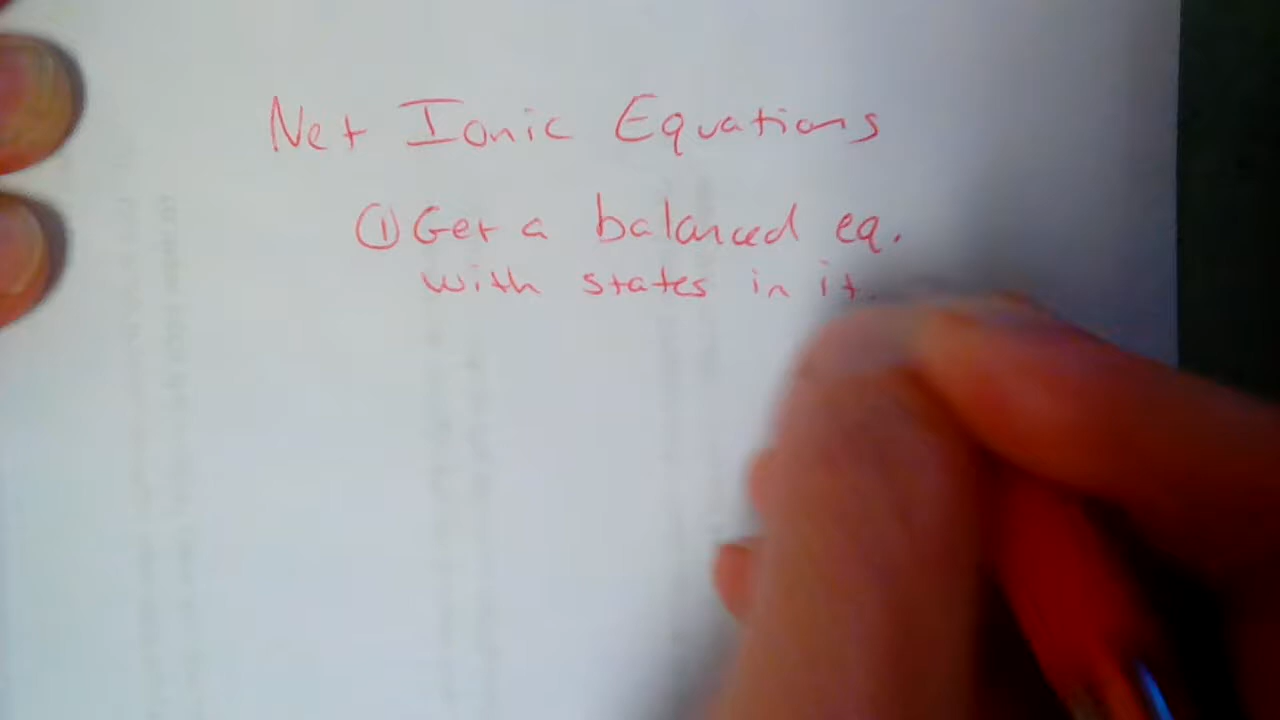 Net Ionic Equations
① Get a balanced eq.
with states in it.